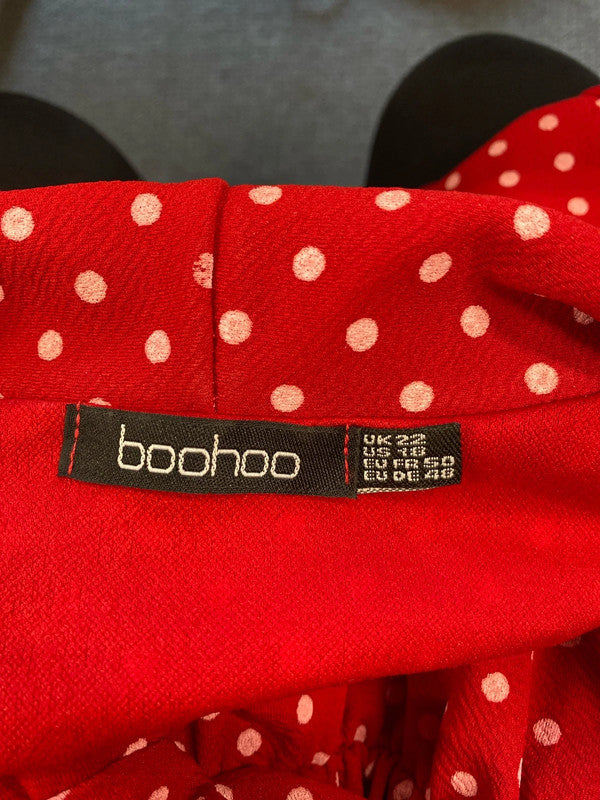 boohoo
UK 22
US 18
EU FR 50
EU DE 48